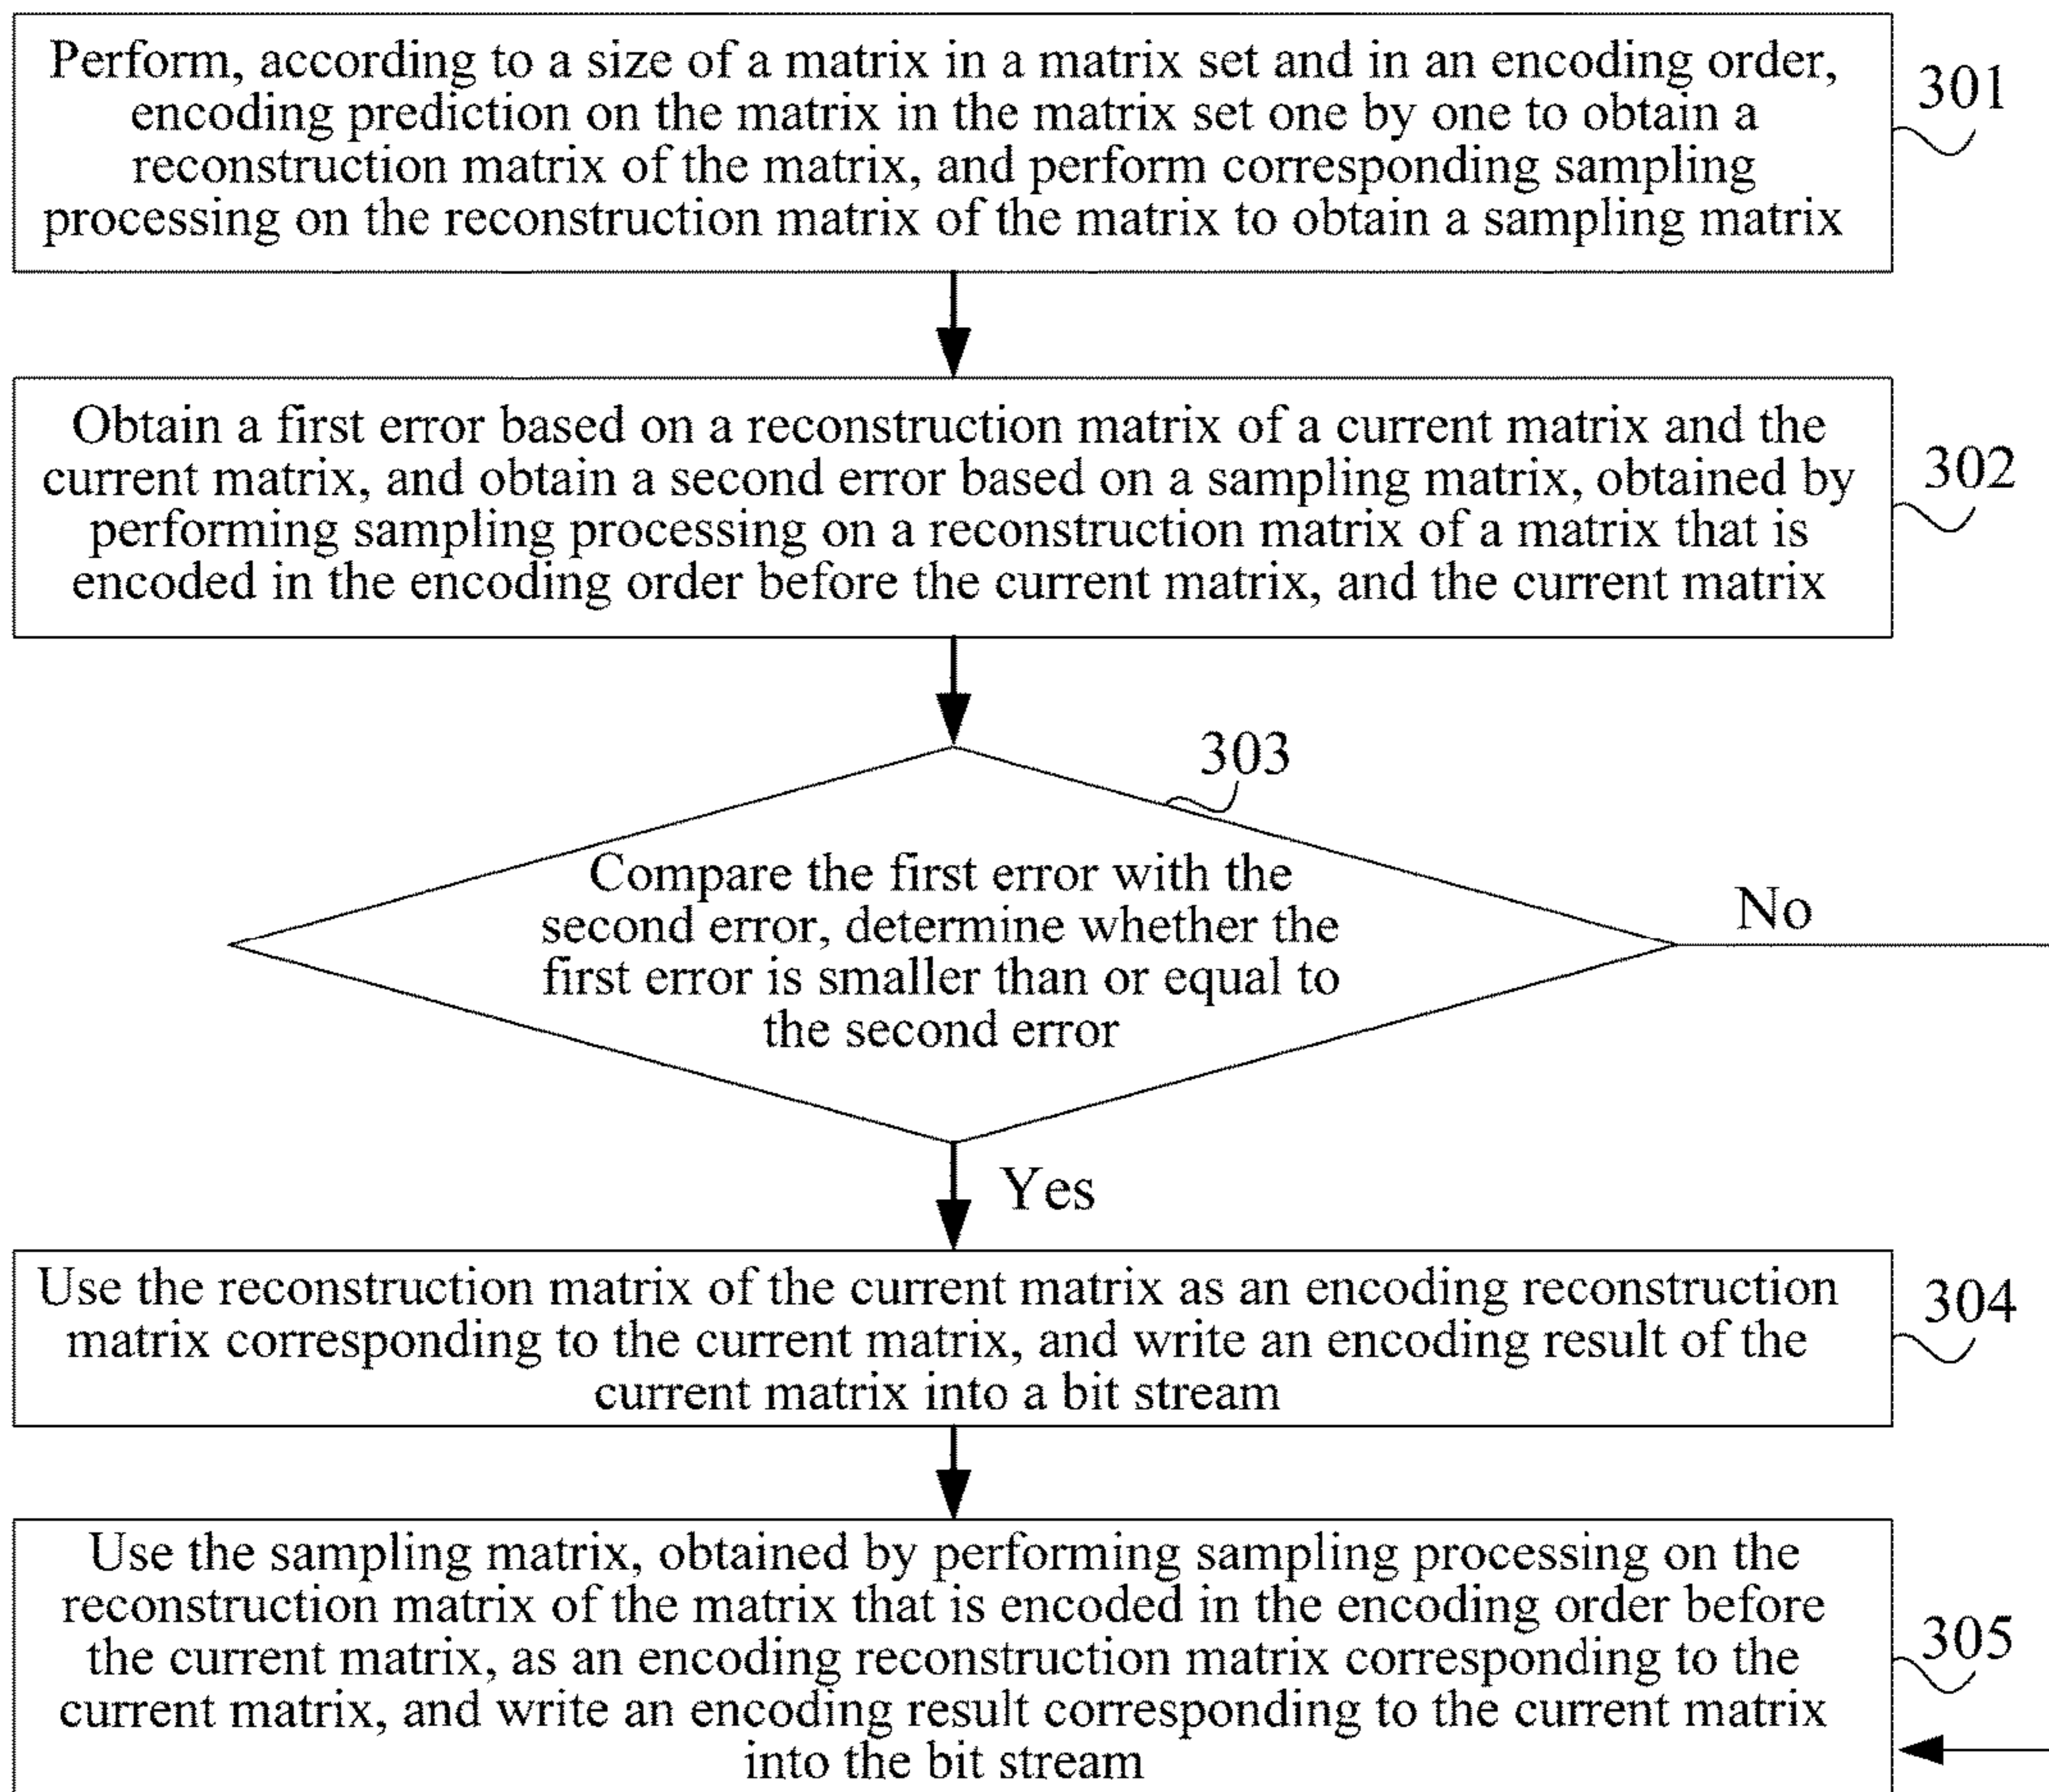 Perform, according to a size of a matrix in a matrix set and in an encoding order,
encoding prediction on the matrix in the matrix set one by one to obtain a
reconstruction matrix of the matrix, and perform corresponding sampling
processing on the reconstruction matrix of the matrix to obtain a sampling matrix
301
Obtain a first error based on a reconstruction matrix of a current matrix and the
current matrix, and obtain a second error based on a sampling matrix, obtained by
performing sampling processing on a reconstruction matrix of a matrix that is
encoded in the encoding order before the current matrix, and the current matrix
302
303
Compare the first error with the
second error, determine whether the
first error is smaller than or equal to
the second error
No
Yes
Use the reconstruction matrix of the current matrix as an encoding reconstruction
matrix corresponding to the current matrix, and write an encoding result of the
current matrix into a bit stream
304
Use the sampling matrix, obtained by performing sampling processing on the
reconstruction matrix of the matrix that is encoded in the encoding order before
the current matrix, as an encoding reconstruction matrix corresponding to the
current matrix, and write an encoding result corresponding to the current matrix
into the bit stream
305